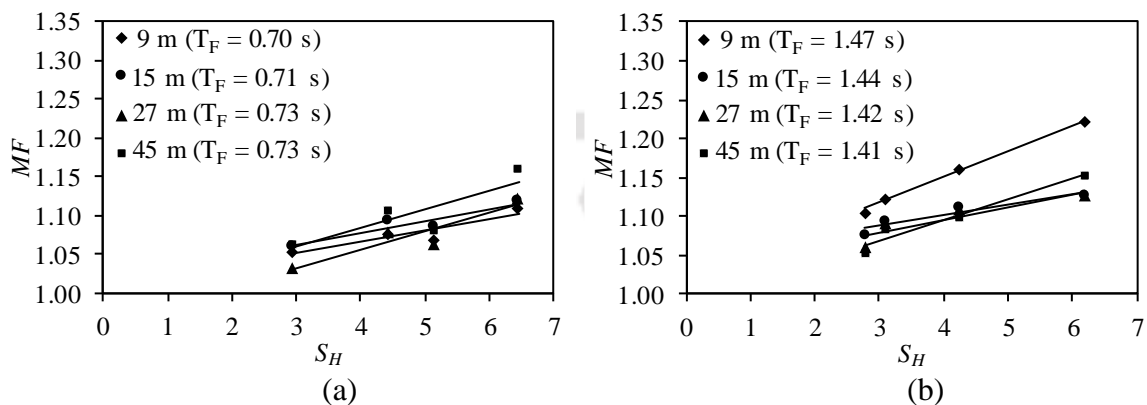 1.35
1.30
1.25
1.20
1.15
1.10
1.05
1.00
MF
9 m (T_F = 0.70 s)
15 m (T_F = 0.71 s)
27 m (T_F = 0.73 s)
45 m (T_F = 0.73 s)
0 1 2 3 4 5 6 7
S_H
(a)
1.35
1.30
1.25
1.20
1.15
1.10
1.05
1.00
MF
9 m (T_F = 1.47 s)
15 m (T_F = 1.44 s)
27 m (T_F = 1.42 s)
45 m (T_F = 1.41 s)
0 1 2 3 4 5 6 7
S_H
(b)